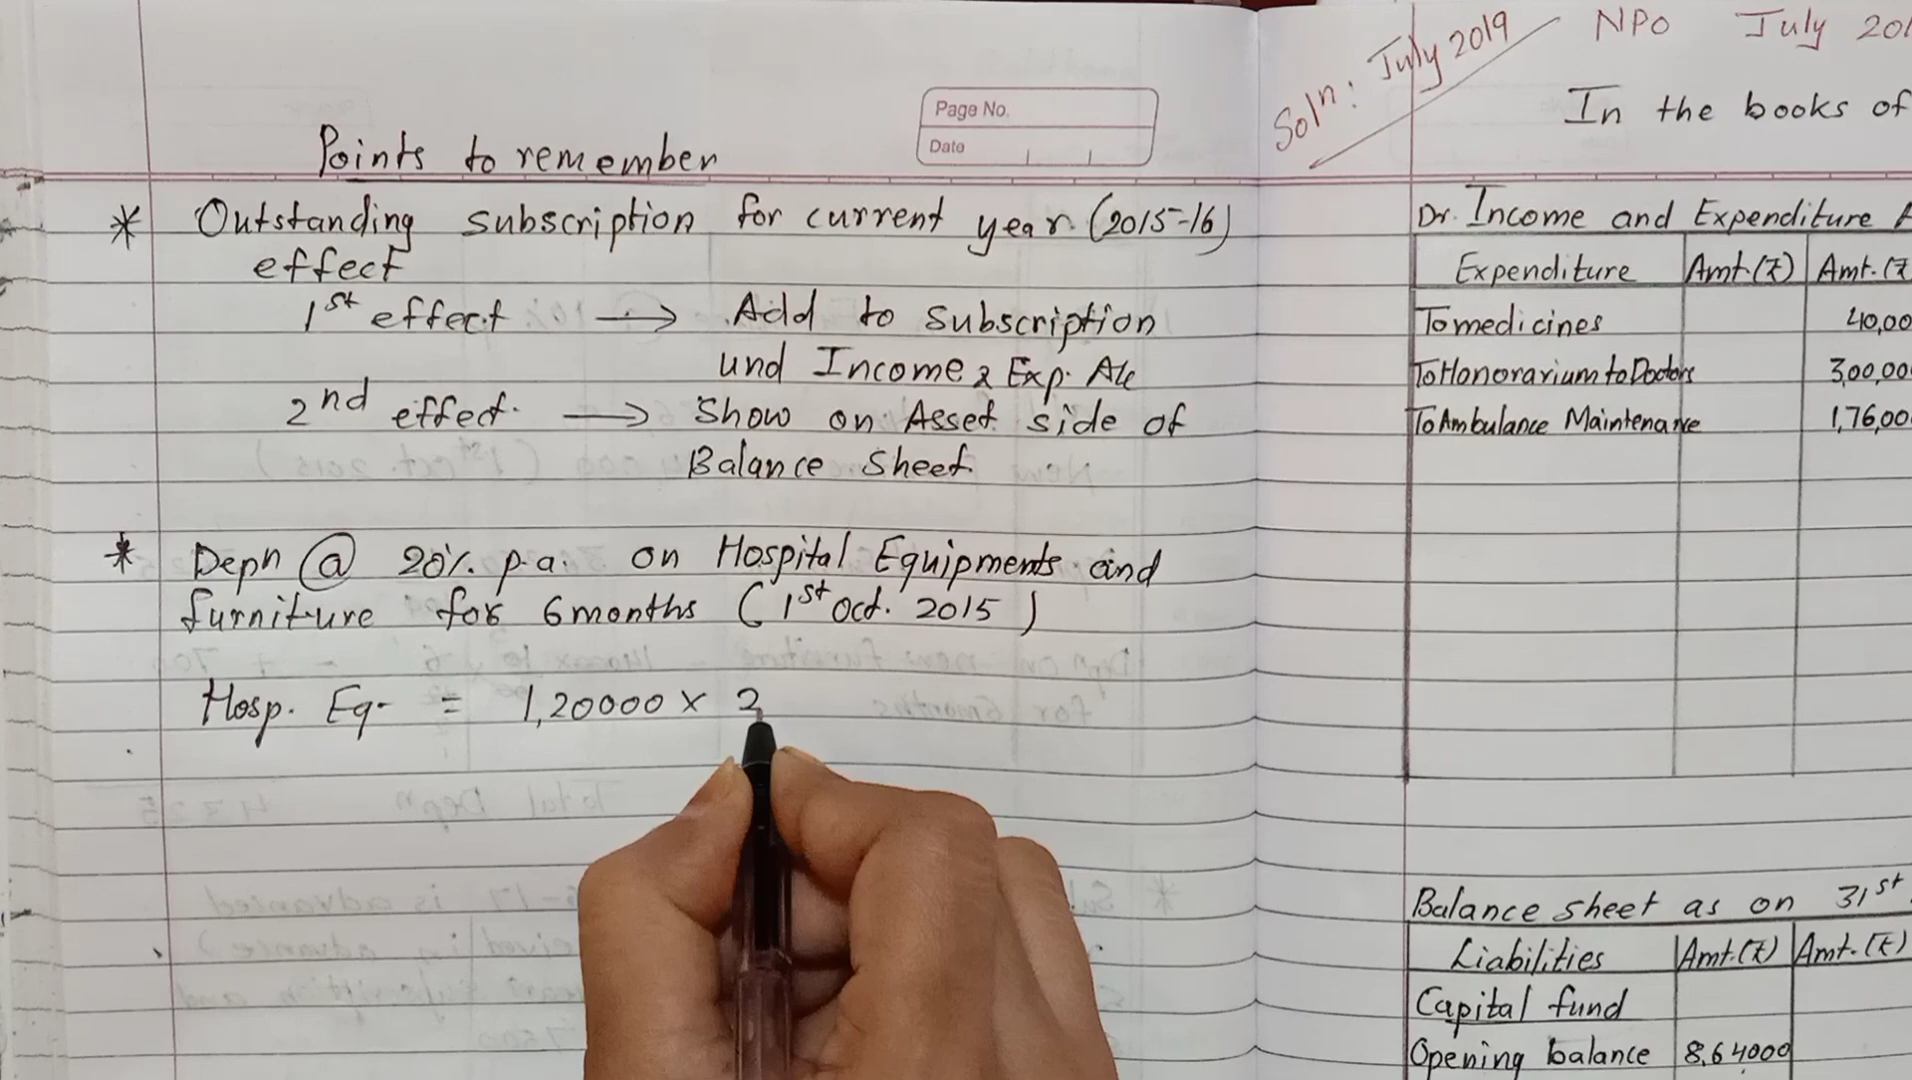 Page No.
Date
Points to remember
* Outstanding subscription for current year (2015-16)
effect
1st effect → Add to subscription
und Income & Exp. A/c
2nd effect → Show on Asset side of
Balance Sheet
* Depn @ 20% p.a. on Hospital Equipments and
furniture for 6 months (1st Oct. 2015)
Hosp. Eq. = 1,20000 × 2
Soln: July 2019
NPO July 201
In the books of
Dr. Income and Expenditure A
Expenditure Amt.(₹) Amt.(₹
To medicines 40,00
To Honorarium to Doctors 3,00,00
To Ambulance Maintenance 1,76,00
Balance sheet as on 31st
Liabilities Amt.(₹) Amt.(₹)
Capital fund
Opening balance 8,64000